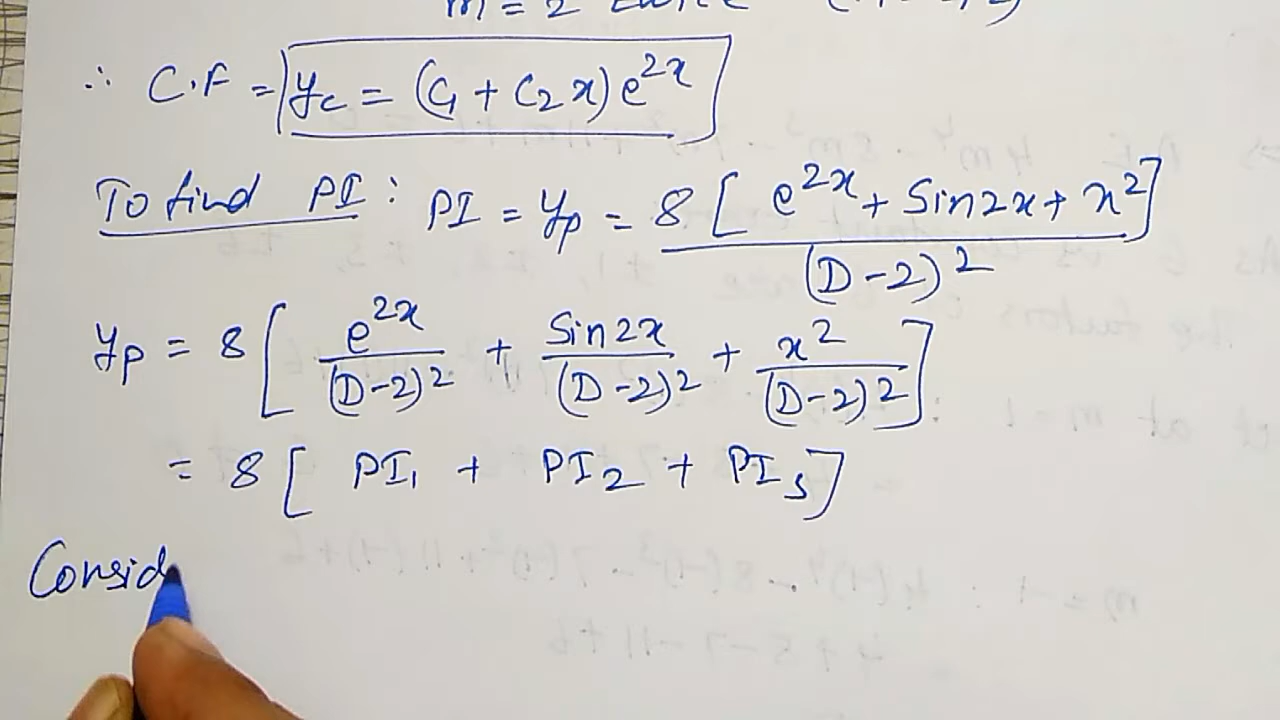 m = 2
∴ C.F = y_c = (C_1 + C_2 x) e^{2x}
To find PI : PI = y_p = 8[e^{2x} + Sin2x + x^2] / (D-2)^2
y_p = 8[e^{2x}/(D-2)^2 + Sin2x/(D-2)^2 + x^2/(D-2)^2]
= 8[PI_1 + PI_2 + PI_3]
Consid